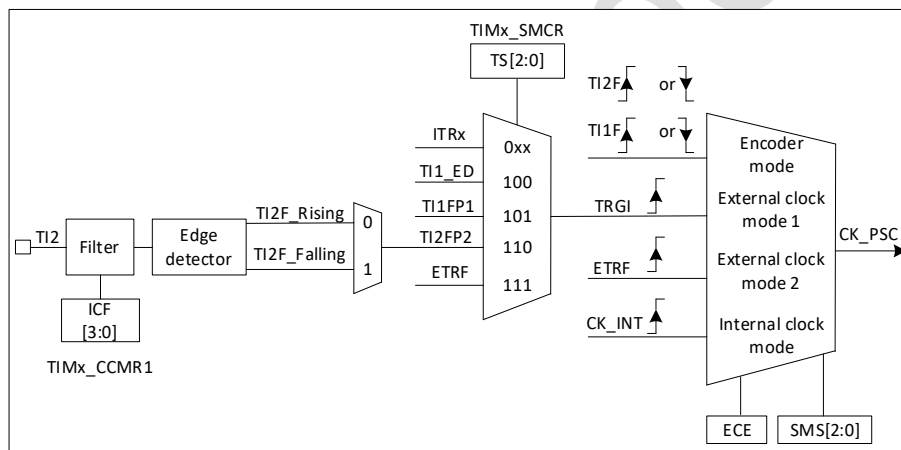 TIMx_SMCR
TS[2:0]
TI2F or
TI1F or
ITRx
0xx
TI1_ED
100
TI1FP1
101
TI2FP2
110
ETRF
111
TI2
Filter
Edge
detector
TI2F_Rising
0
TI2F_Falling
1
ICF
[3:0]
TIMx_CCMR1
TRGI
ETRF
CK_INT
Encoder
mode
External clock
mode 1
External clock
mode 2
Internal clock
mode
CK_PSC
ECE
SMS[2:0]